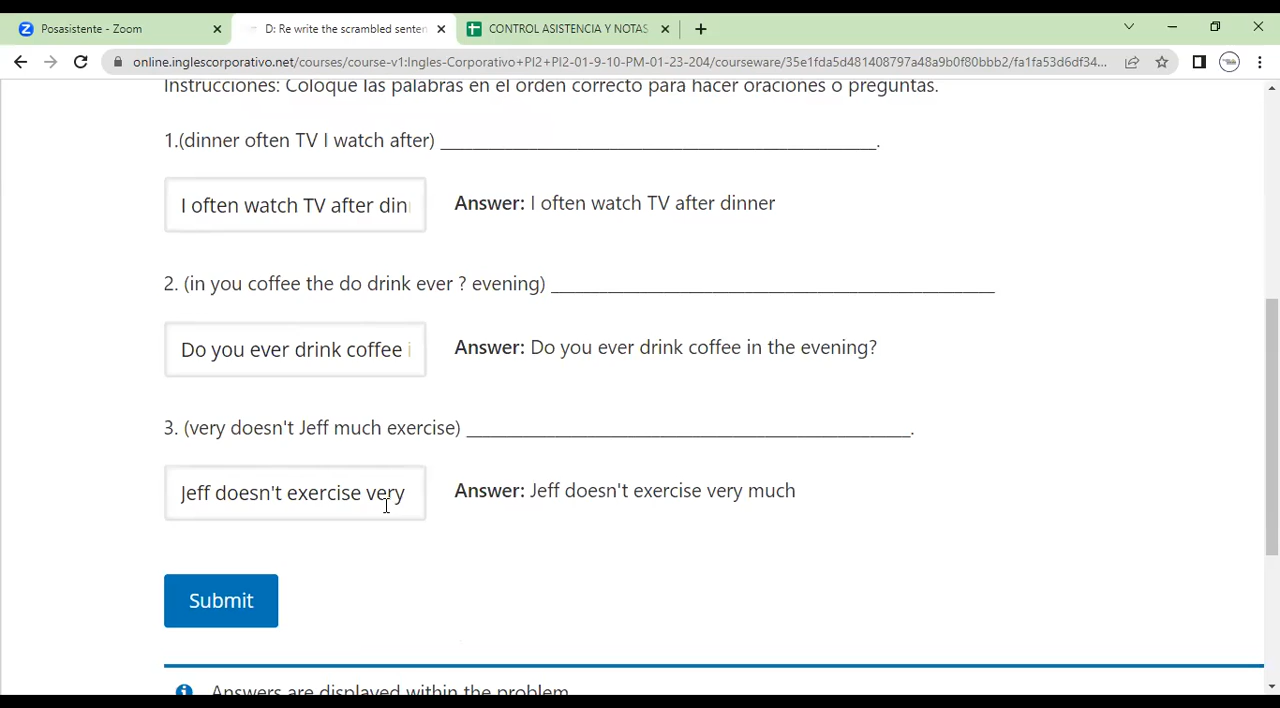 Posasistente - Zoom
D: Re write the scrambled senten
CONTROL ASISTENCIA Y NOTAS
online.inglescorporativo.net/courses/course-v1:Ingles-Corporativo+PI2+PI2-01-9-10-PM-01-23-204/courseware/35e1fda5d481408797a48a9b0f80bbb2/fa1fa53d6df34...
Instrucciones: Coloque las palabras en el orden correcto para hacer oraciones o preguntas.
1.(dinner often TV I watch after) ________________________________________.
I often watch TV after din
Answer: I often watch TV after dinner
2. (in you coffee the do drink ever ? evening) ________________________________________
Do you ever drink coffee i
Answer: Do you ever drink coffee in the evening?
3. (very doesn't Jeff much exercise) ________________________________________.
Jeff doesn't exercise very
Answer: Jeff doesn't exercise very much
Submit
Answers are displayed within the problem